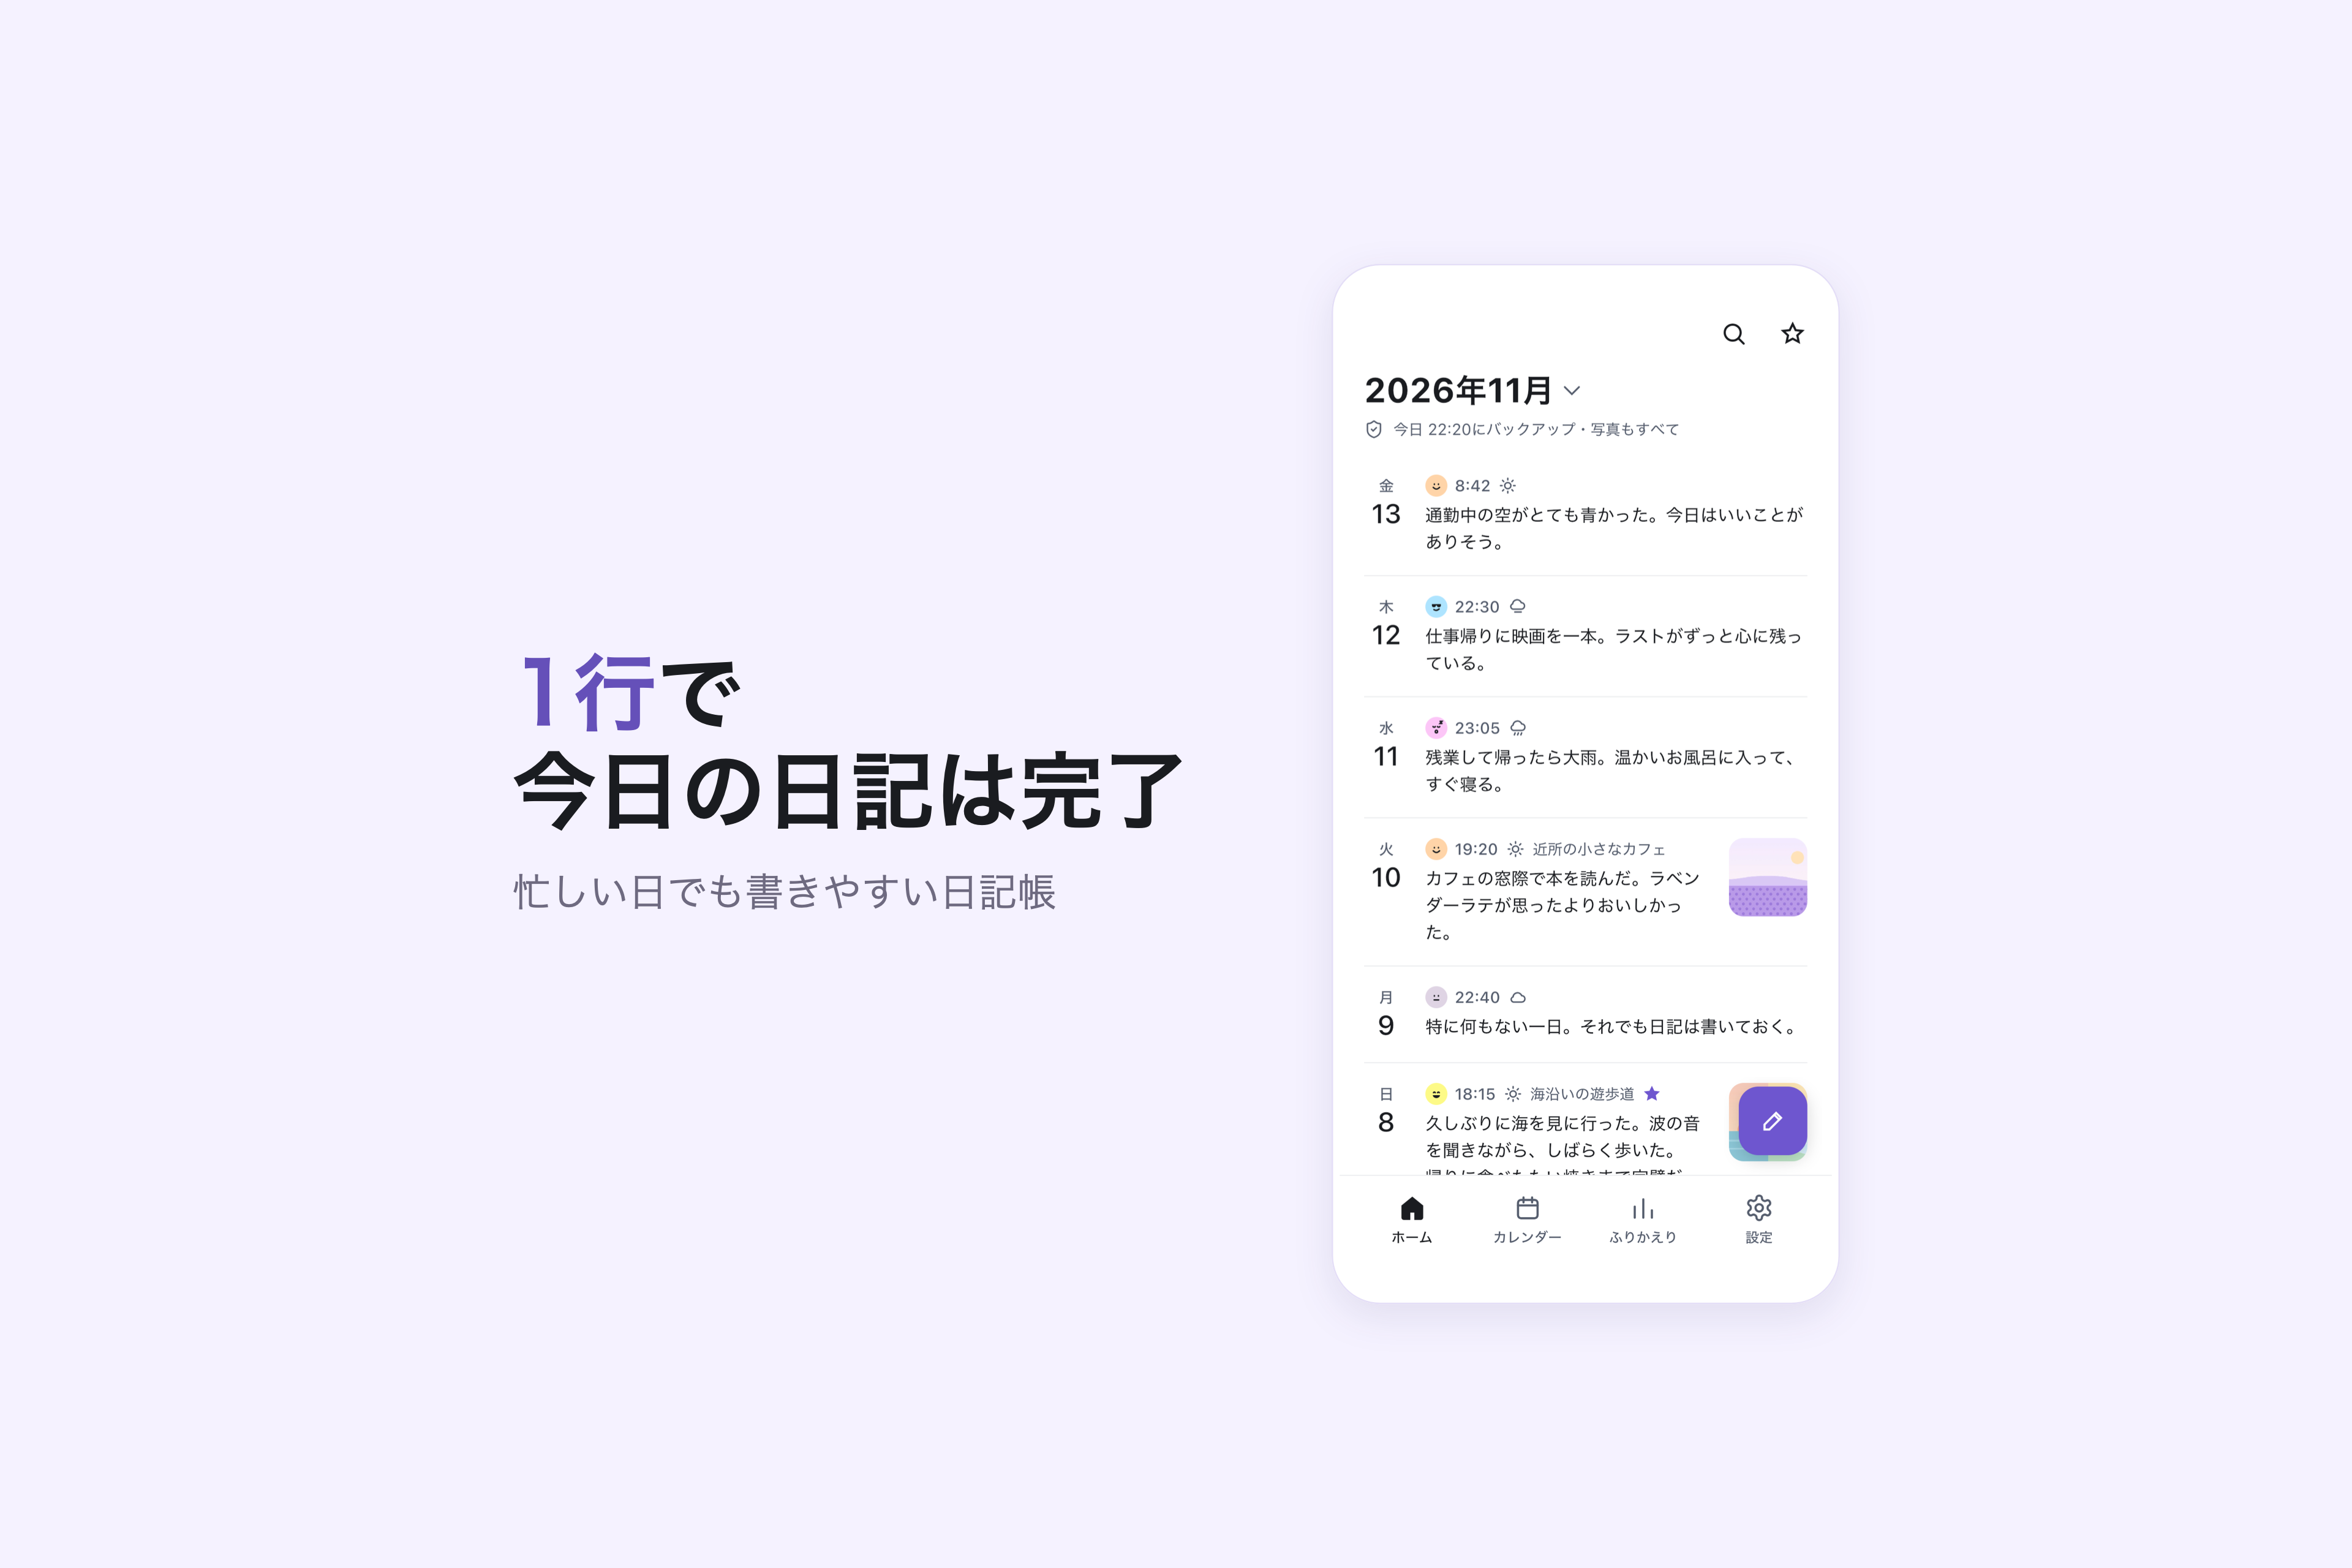 1行で
今日の日記は完了
忙しい日でも書きやすい日記帳
2026年11月
今日 22:20にバックアップ・写真もすべて
金
13
8:42
通勤中の空がとても青かった。今日はいいことが
ありそう。
木
12
22:30
仕事帰りに映画を一本。ラストがずっと心に残っ
ている。
水
11
23:05
残業して帰ったら大雨。温かいお風呂に入って、
すぐ寝る。
火
10
19:20 近所の小さなカフェ
カフェの窓際で本を読んだ。ラベン
ダーラテが思ったよりおいしかっ
た。
月
9
22:40
特に何もない一日。それでも日記は書いておく。
日
8
18:15 海沿いの遊歩道
久しぶりに海を見に行った。波の音
を聞きながら、しばらく歩いた。
ホーム
カレンダー
ふりかえり
設定